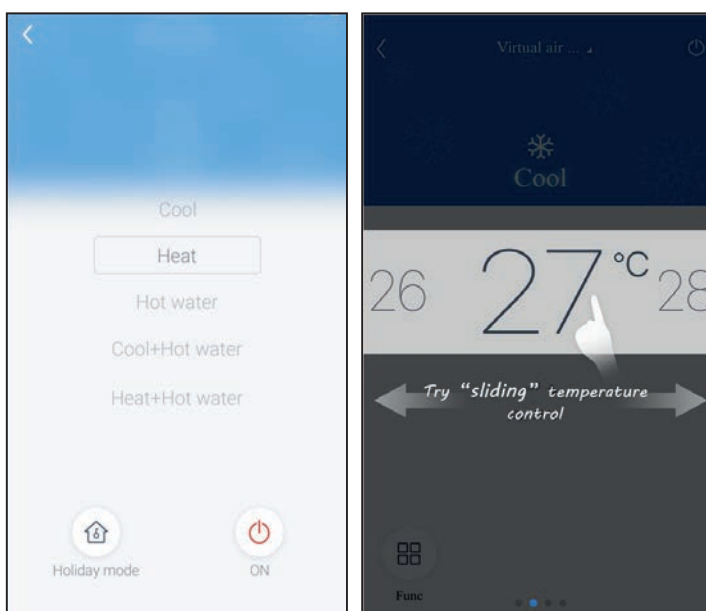 Cool
Heat
Hot water
Cool+Hot water
Heat+Hot water
Holiday mode
ON
Virtual air ...
Cool
26
27°C
28
Try “sliding” temperature
control
Func